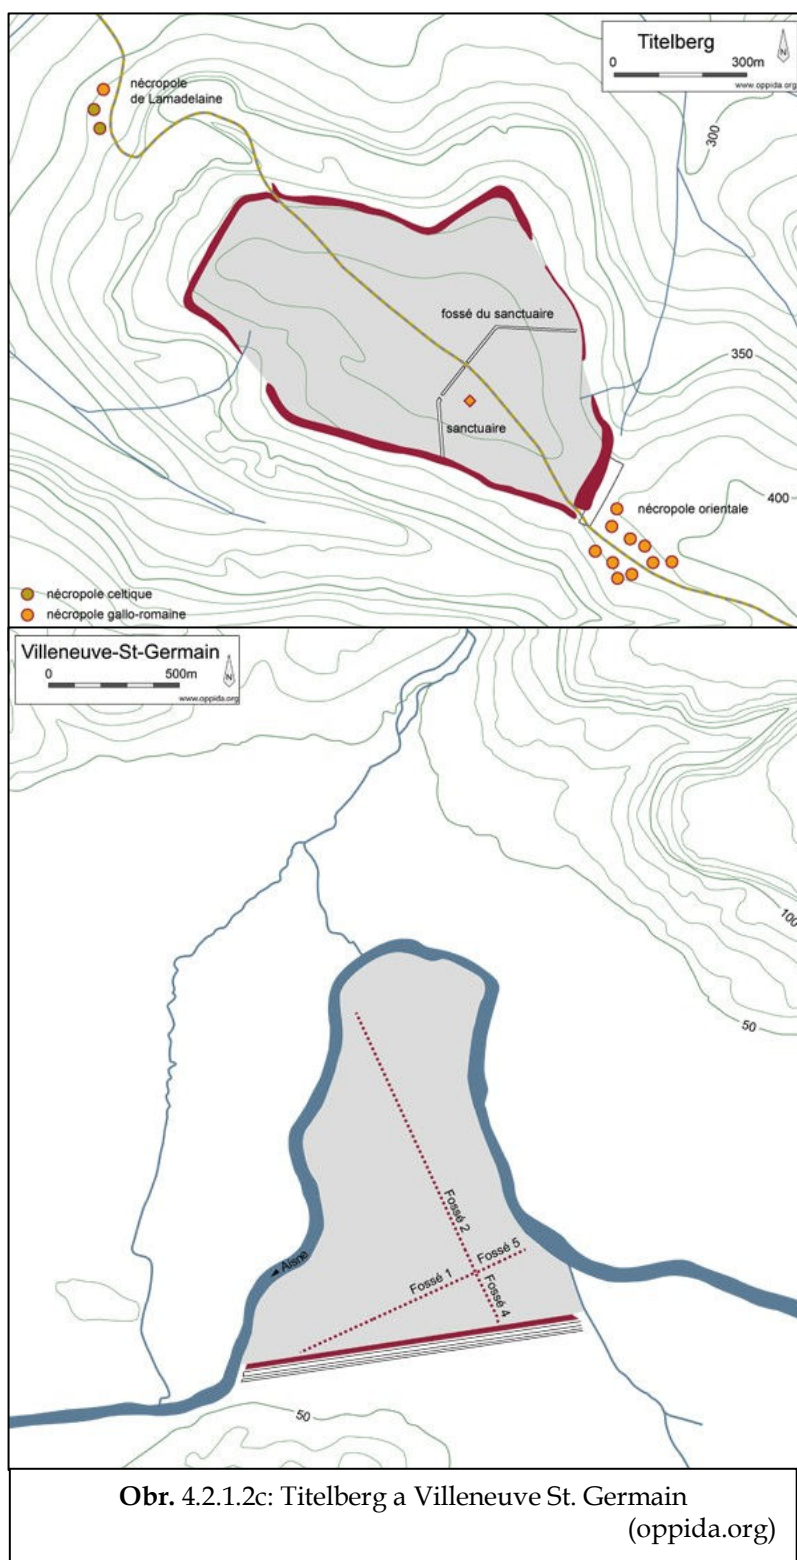 Titelberg
N
0 300m
www.oppida.org
nécropole
de Lamadelaine
300
fossé du sanctuaire
350
sanctuaire
400
nécropole orientale
nécropole celtique
nécropole gallo-romaine
Villeneuve-St-Germain
0 500m
N
www.oppida.org
100
50
Fossé 2
Aisne
Fossé 5
Fossé 1
Fossé 4
50
Obr. 4.2.1.2c: Titelberg a Villeneuve St. Germain
(oppida.org)